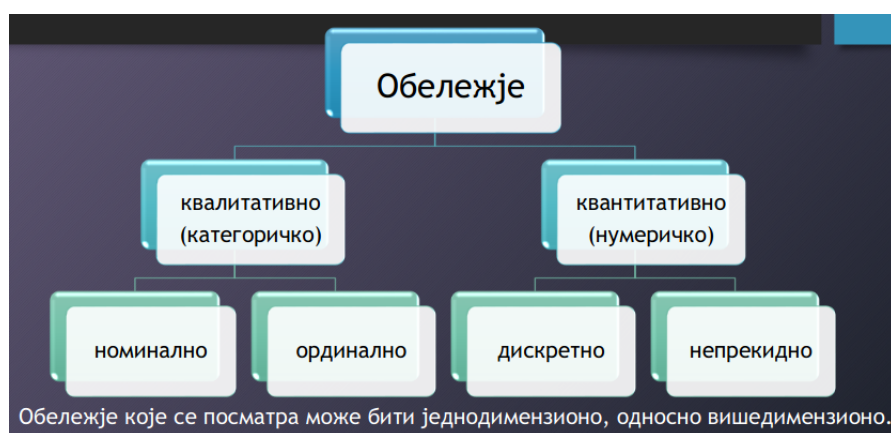 Обележје
квалитативно
(категоричко)
квантитативно
(нумеричко)
номинално
ординално
дискретно
непрекидно
Обележје које се посматра може бити једнодимензионо, односно вишедимензионо.